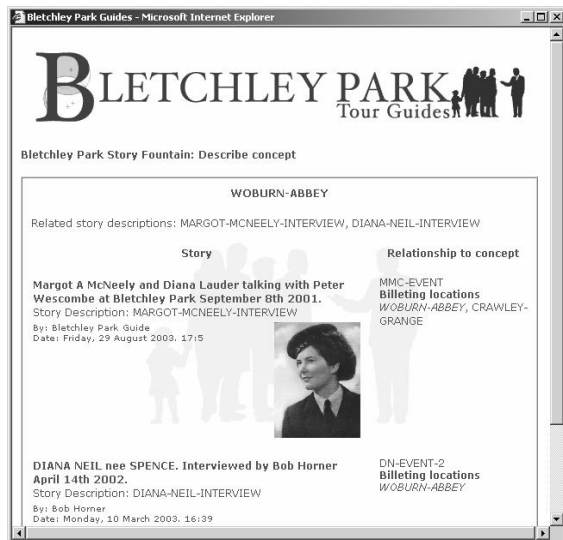 Bletchley Park Guides - Microsoft Internet Explorer
BLETCHLEY PARK
Tour Guides
Bletchley Park Story Fountain: Describe concept
WOBURN-ABBEY
Related story descriptions: MARGOT-MCNEELY-INTERVIEW, DIANA-NEIL-INTERVIEW
Story
Relationship to concept
Margot A McNeely and Diana Lauder talking with Peter
Wescombe at Bletchley Park September 8th 2001.
Story Description: MARGOT-MCNEELY-INTERVIEW
By: Bletchley Park Guide
Date: Friday, 29 August 2003. 17:5
MMC-EVENT
Billeting locations
WOBURN-ABBEY, CRAWLEY-
GRANGE
DIANA NEIL nee SPENCE. Interviewed by Bob Horner
April 14th 2002.
Story Description: DIANA-NEIL-INTERVIEW
By: Bob Horner
Date: Monday, 10 March 2003. 16:39
DN-EVENT-2
Billeting locations
WOBURN-ABBEY